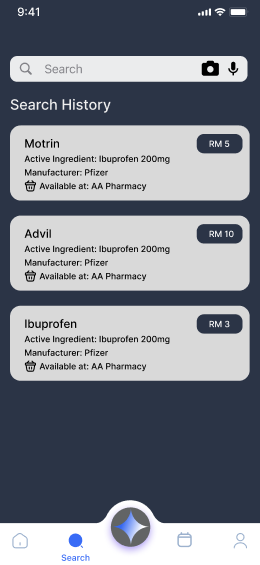 9:41
Search
Search History
Motrin
RM 5
Active Ingredient: Ibuprofen 200mg
Manufacturer: Pfizer
Available at: AA Pharmacy
Advil
RM 10
Active Ingredient: Ibuprofen 200mg
Manufacturer: Pfizer
Available at: AA Pharmacy
Ibuprofen
RM 3
Active Ingredient: Ibuprofen 200mg
Manufacturer: Pfizer
Available at: AA Pharmacy
Search